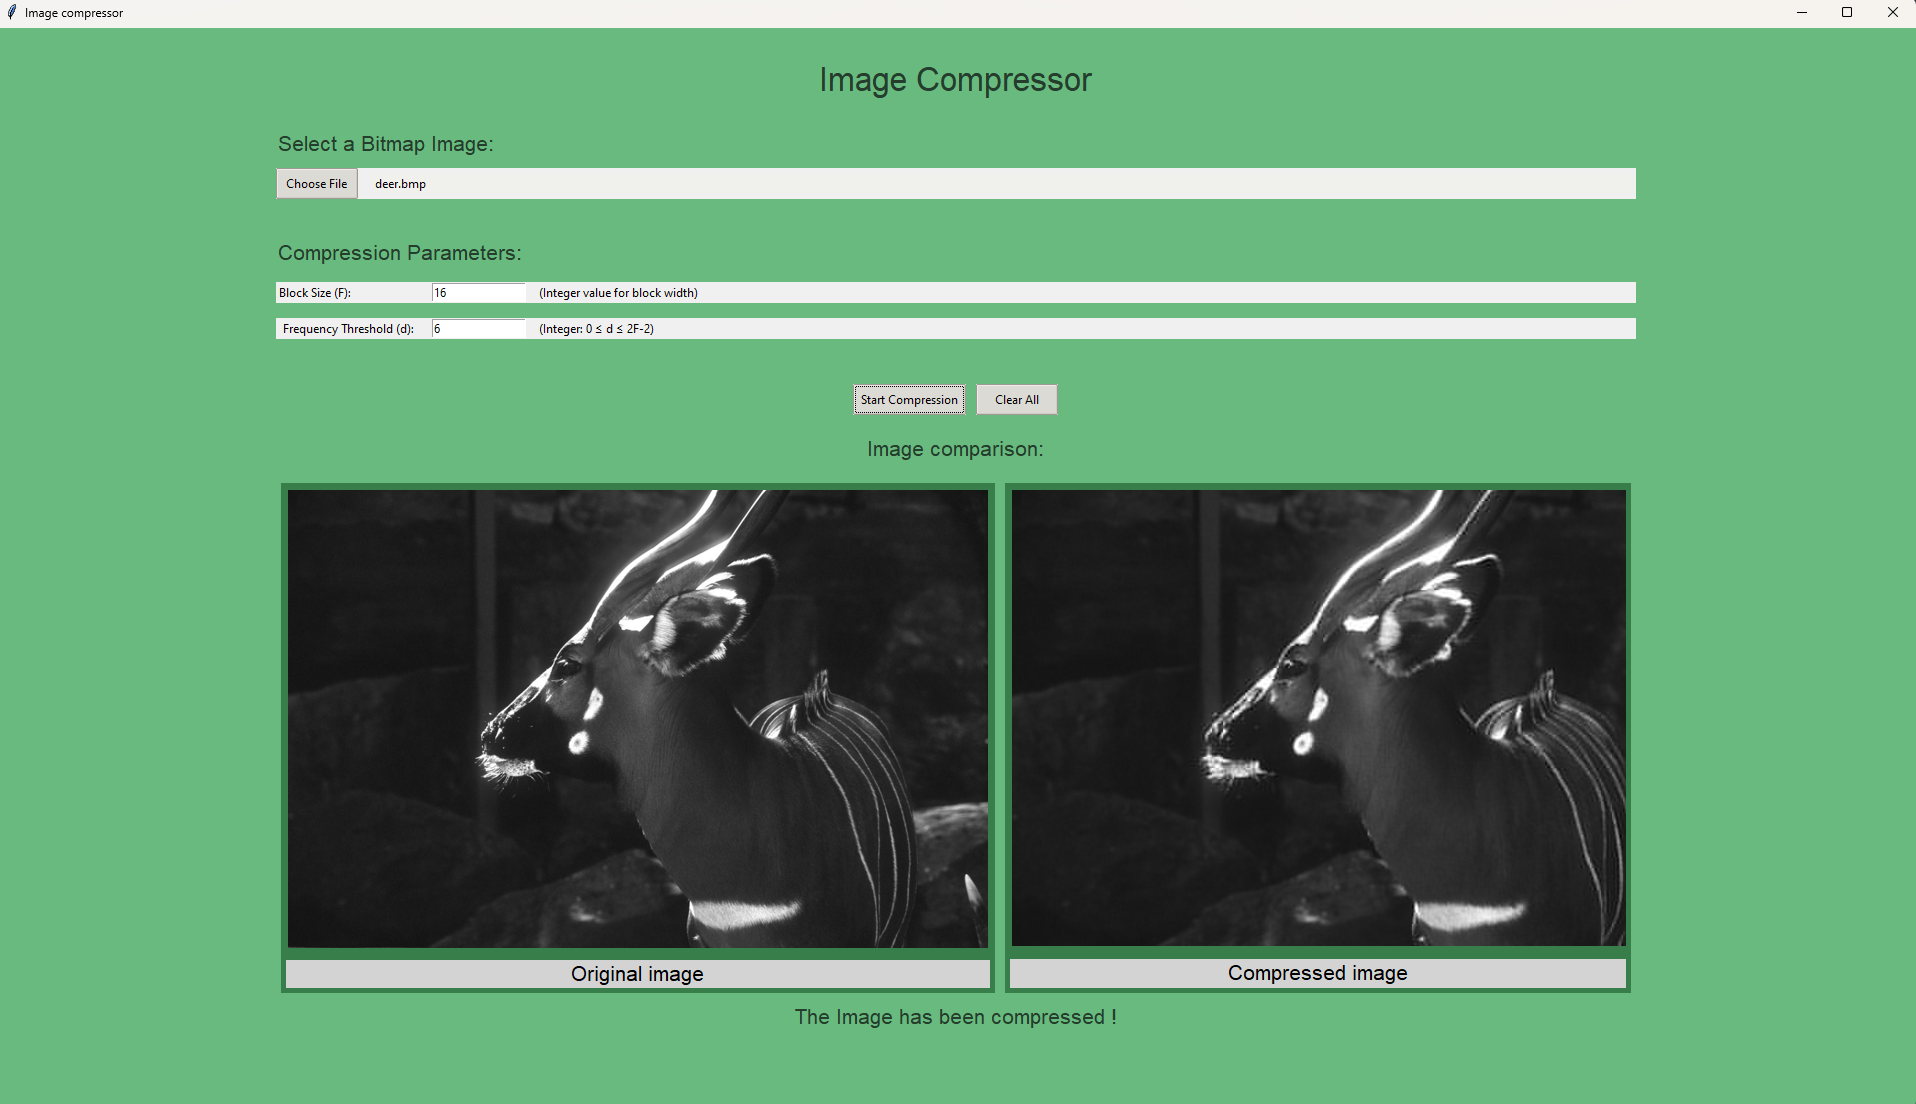 Image compressor
Image Compressor
Select a Bitmap Image:
Choose File deer.bmp
Compression Parameters:
Block Size (F): 16 (Integer value for block width)
Frequency Threshold (d): 6 (Integer: 0 ≤ d ≤ 2F-2)
Start Compression Clear All
Image comparison:
Original image Compressed image
The Image has been compressed !